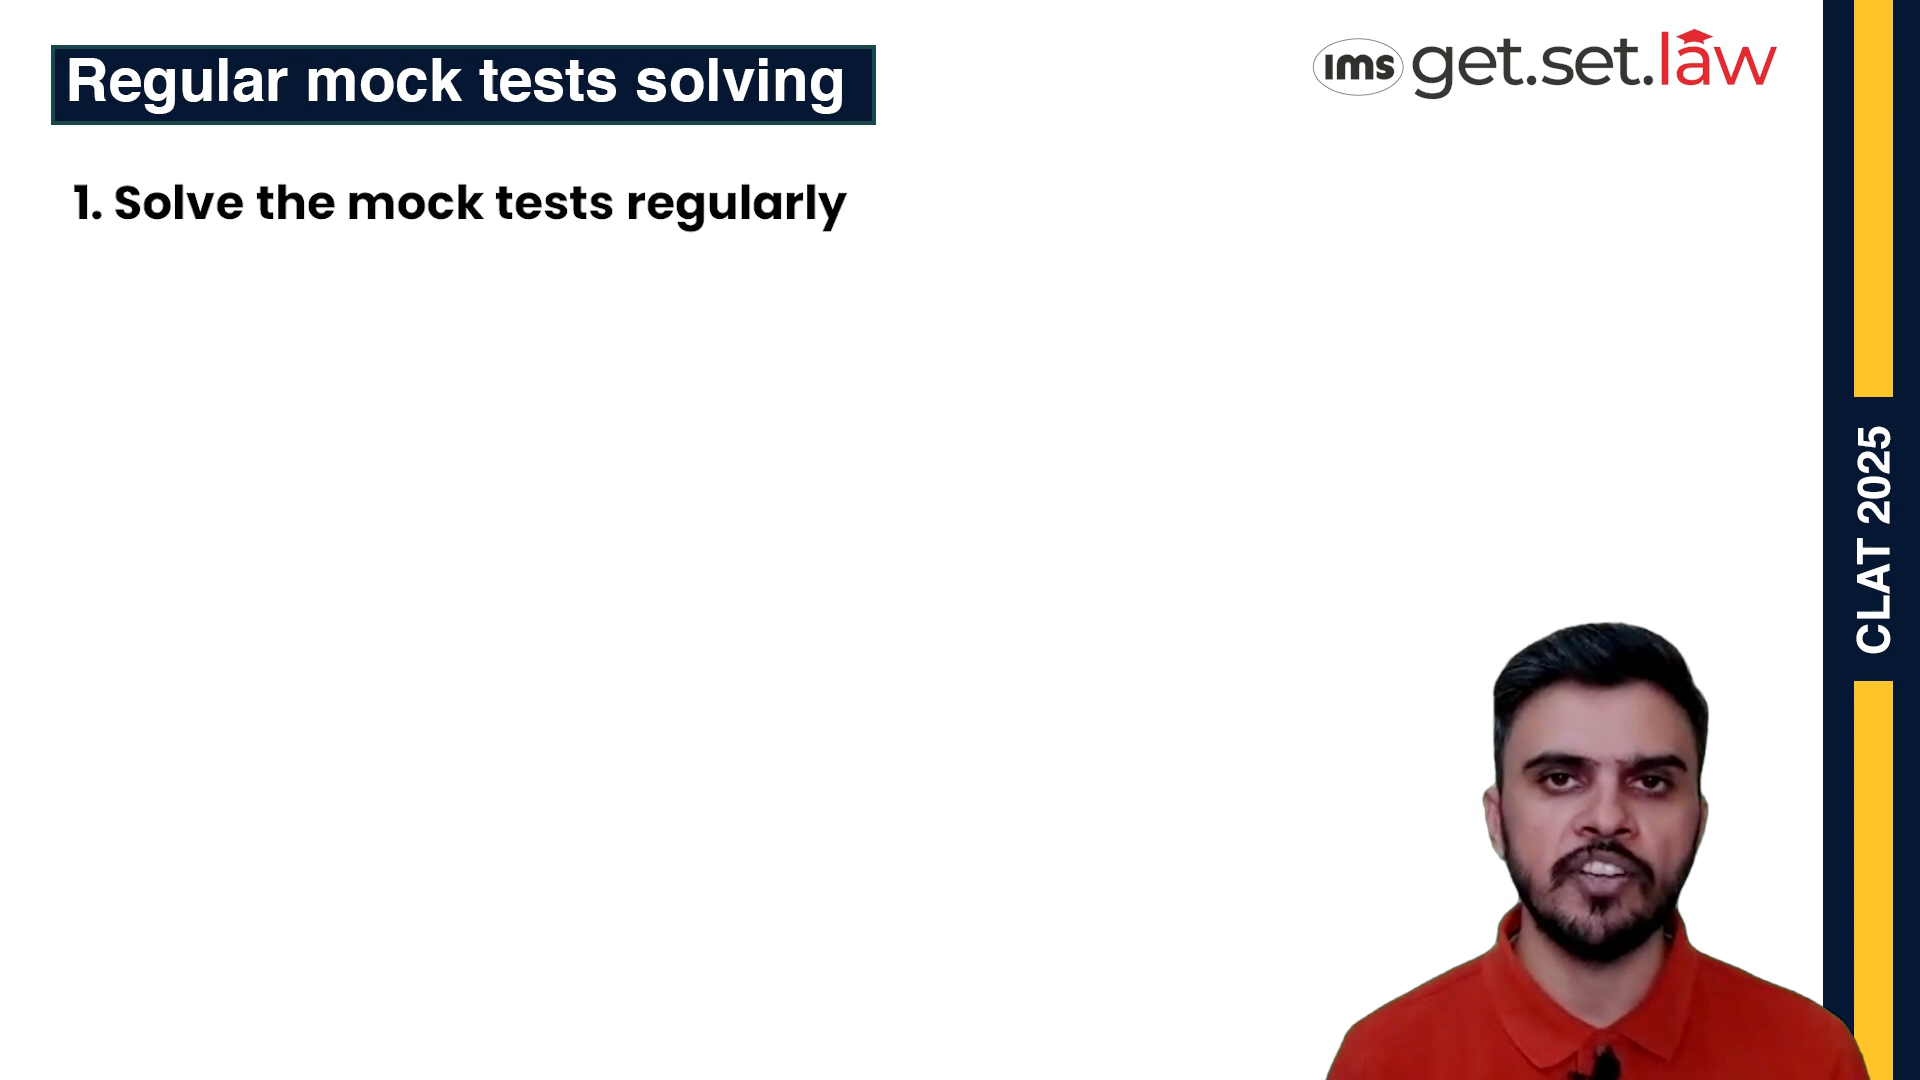 Regular mock tests solving
ims get.set.law
1. Solve the mock tests regularly
CLAT 2025